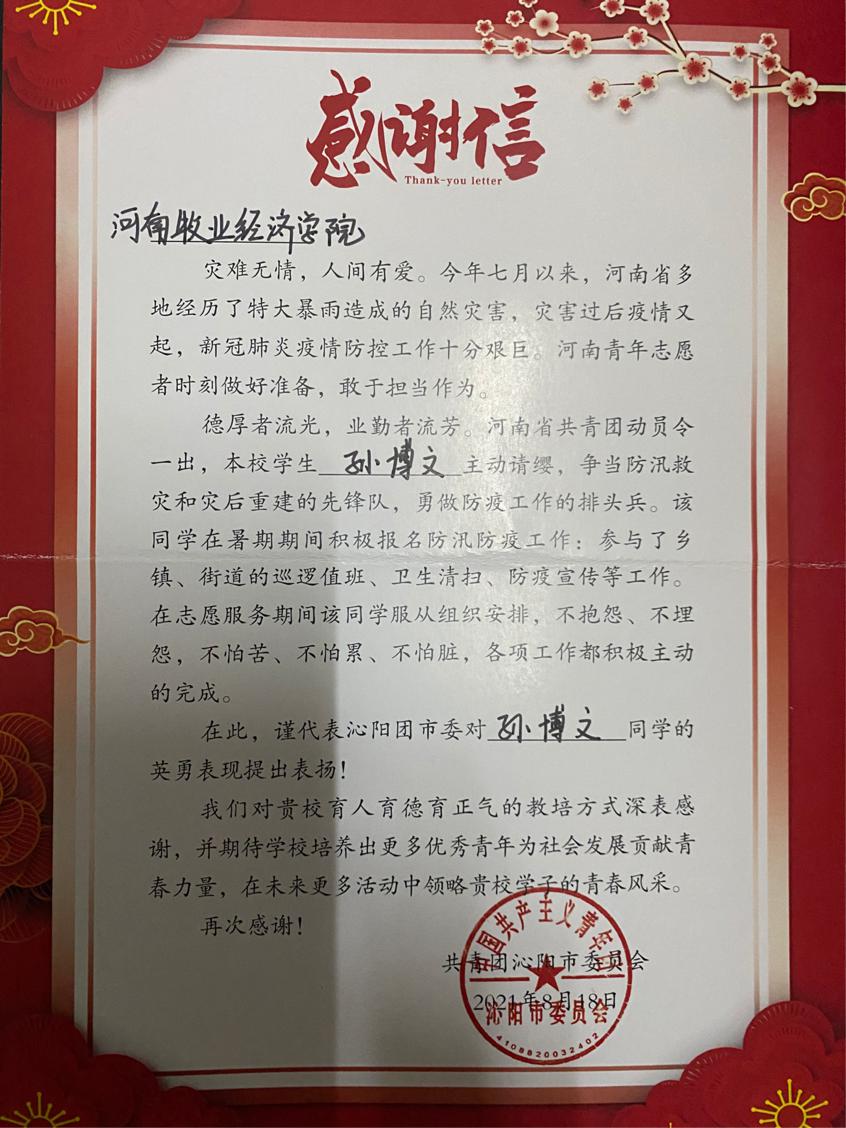 感谢信
Thank-you letter
河南牧业经济学院
灾难无情，人间有爱。今年七月以来，河南省多
地经历了特大暴雨造成的自然灾害，灾害过后疫情又
起，新冠肺炎疫情防控工作十分艰巨。河南青年志愿
者时刻做好准备，敢于担当作为。
德厚者流光，业勤者流芳。河南省共青团动员令
一出，本校学生孙博文主动请缨，争当防汛救
灾和灾后重建的先锋队，勇做防疫工作的排头兵。该
同学在暑期期间积极报名防汛防疫工作：参与了乡
镇、街道的巡逻值班、卫生清扫、防疫宣传等工作。
在志愿服务期间该同学服从组织安排，不抱怨、不埋
怨，不怕苦、不怕累、不怕脏，各项工作都积极主动
的完成。
在此，谨代表沁阳团市委对孙博文同学的
英勇表现提出表扬！
我们对贵校育人育德育正气的教培方式深表感
谢，并期待学校培养出更多优秀青年为社会发展贡献青
春力量，在未来更多活动中领略贵校学子的青春风采。
再次感谢！
共青团沁阳市委员会
2021年8月18日
中国共产主义青年团
沁阳市委员会
4108820032402